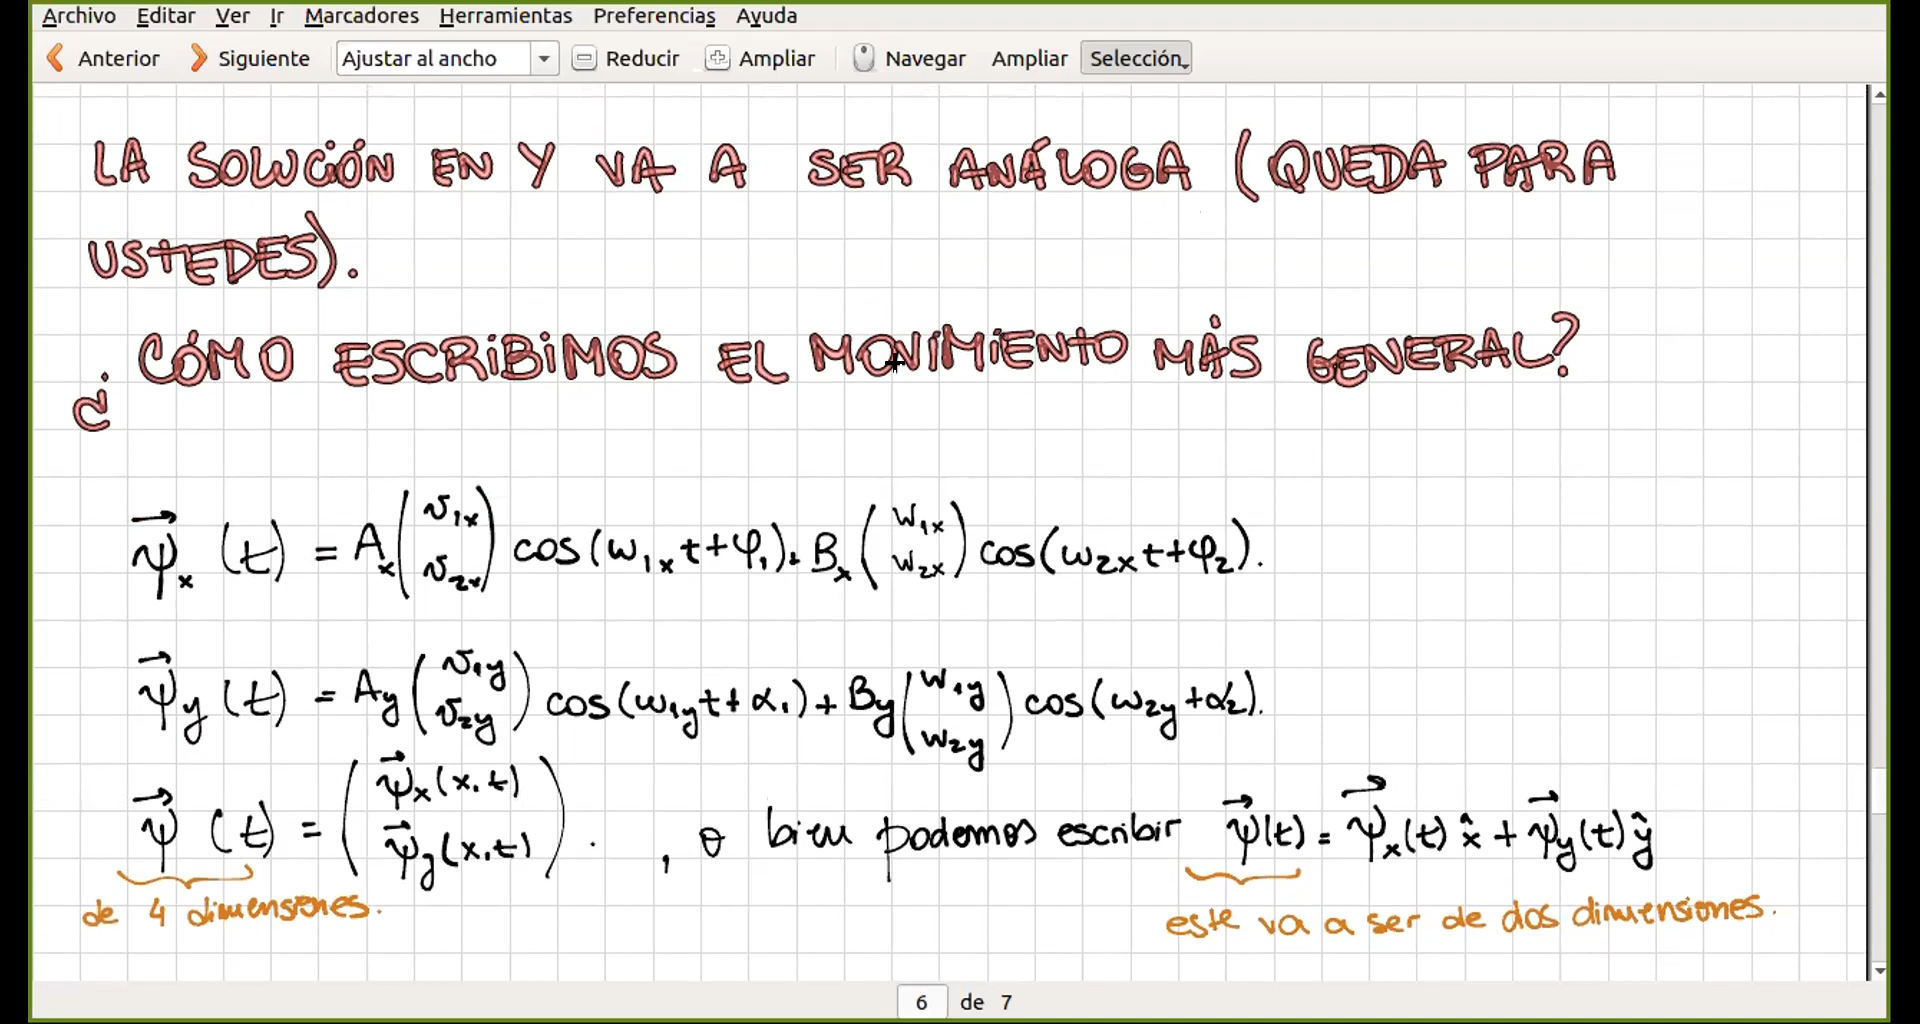 Archivo Editar Ver Ir Marcadores Herramientas Preferencias Ayuda
Anterior Siguiente Ajustar al ancho Reducir Ampliar Navegar Ampliar Selección
LA SOLUCIÓN EN Y VA A SER ANÁLOGA (QUEDA PARA
USTEDES).
¿CÓMO ESCRIBIMOS EL MOVIMIENTO MÁS GENERAL?
ψ⃗ₓ(t) = Aₓ (v₁ₓ v₂ₓ) cos(ω₁ₓt+φ₁) + Bₓ (w₁ₓ w₂ₓ) cos(ω₂ₓt+φ₂).
ψ⃗y(t) = Ay (v₁y v₂y) cos(ω₁yt+α₁) + By (w₁y w₂y) cos(ω₂y+α₂).
ψ⃗(t) = (ψ⃗ₓ(x,t) ψ⃗y(x,t)) . , o bien podemos escribir ψ⃗(t) = ψ⃗ₓ(t) x̂ + ψ⃗y(t) ŷ
de 4 dimensiones. este va a ser de dos dimensiones.
6 de 7